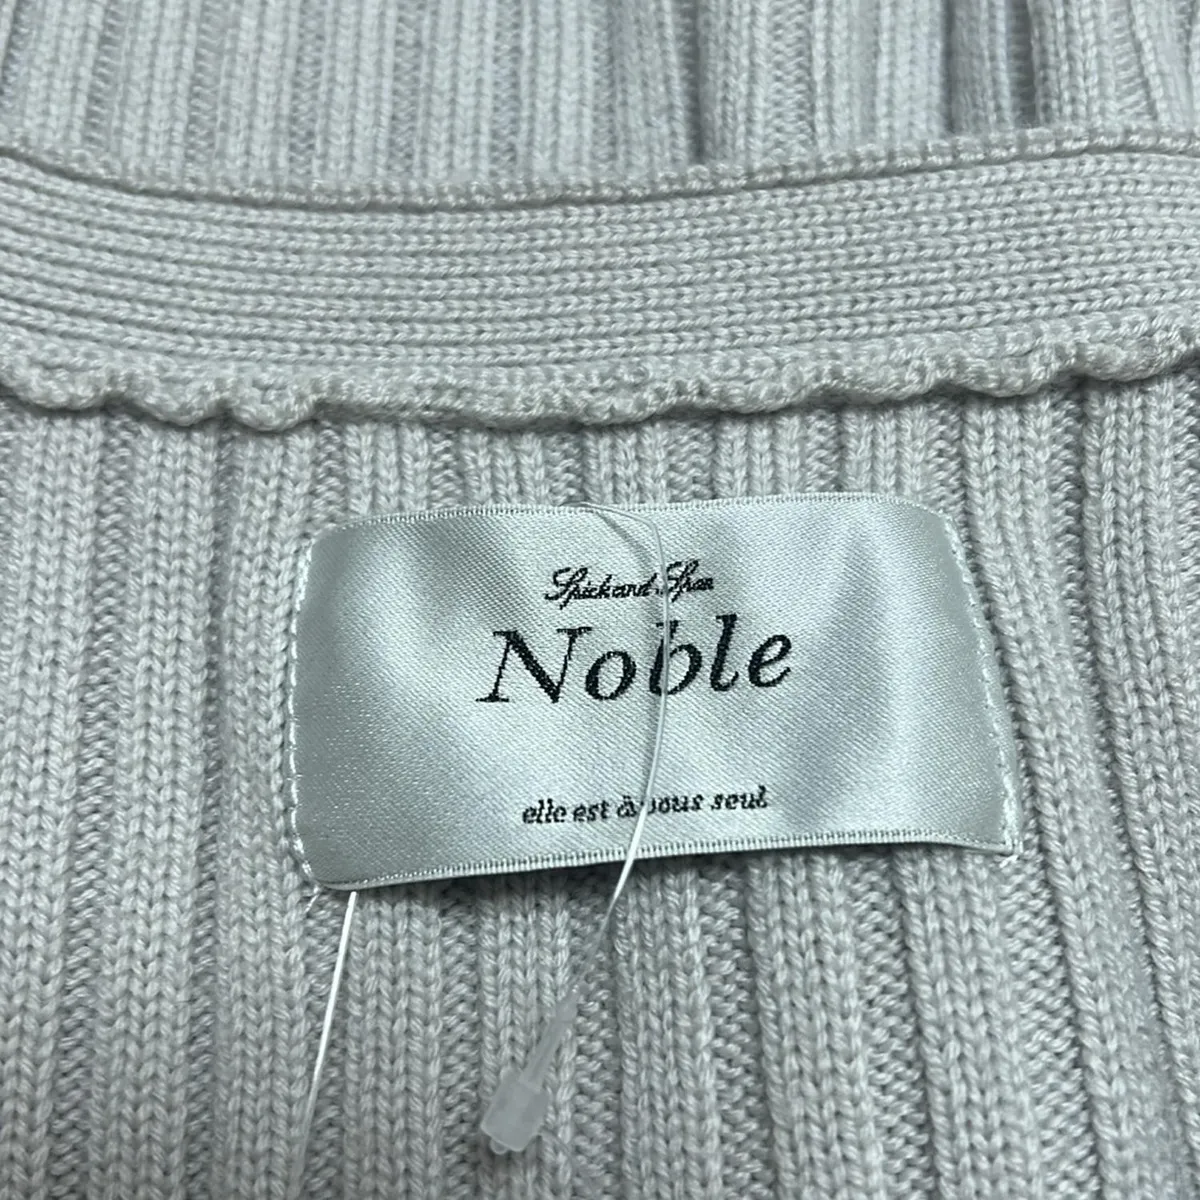 Spick and Span
Noble
elle est à vous seul